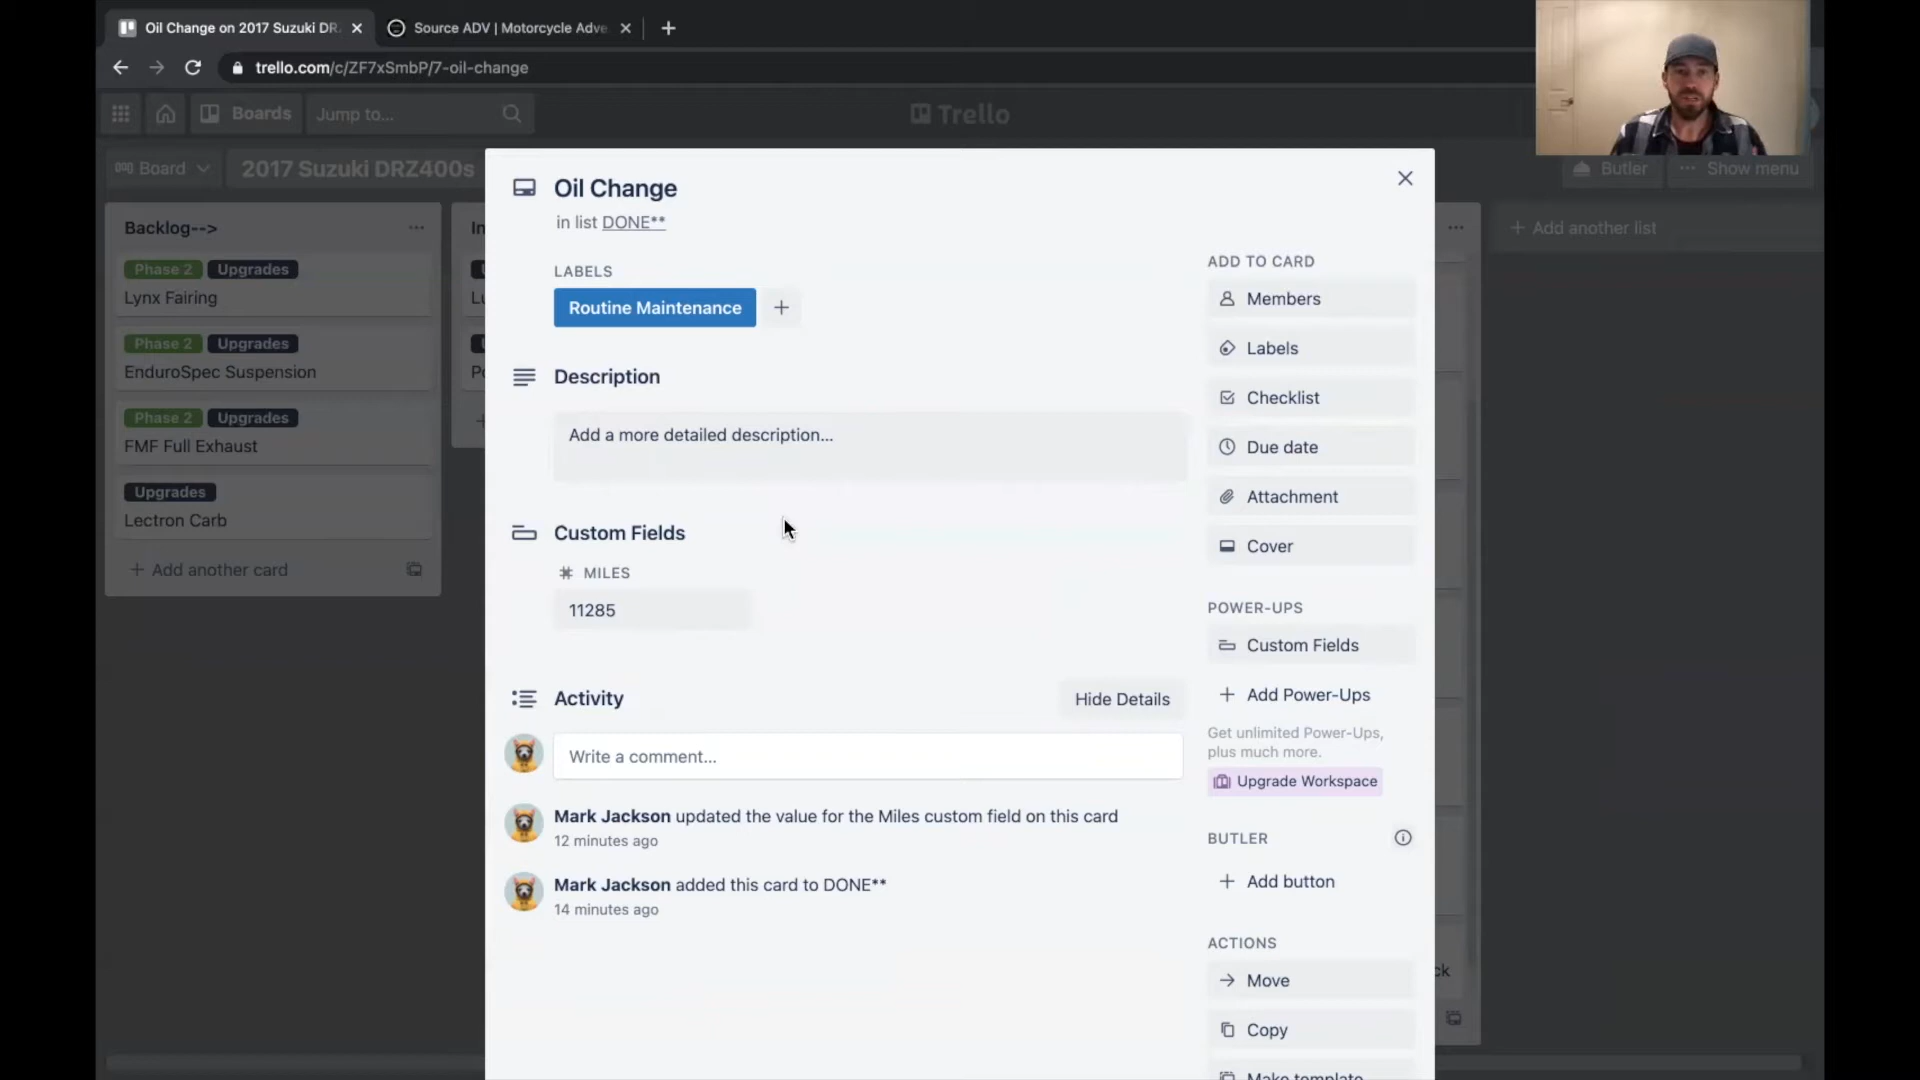 Oil Change on 2017 Suzuki DR
Source ADV | Motorcycle Adve
trello.com/c/ZF7xSmbP/7-oil-change
Boards
Jump to...
Trello
Board
2017 Suzuki DRZ400s
Butler
Show menu
Backlog-->
Phase 2 Upgrades
Lynx Fairing
Phase 2 Upgrades
EnduroSpec Suspension
Phase 2 Upgrades
FMF Full Exhaust
Upgrades
Lectron Carb
+ Add another card
+ Add another list
Oil Change
in list DONE**
LABELS
Routine Maintenance
Description
Add a more detailed description...
Custom Fields
MILES
11285
Activity
Hide Details
Write a comment...
Mark Jackson updated the value for the Miles custom field on this card
12 minutes ago
Mark Jackson added this card to DONE**
14 minutes ago
ADD TO CARD
Members
Labels
Checklist
Due date
Attachment
Cover
POWER-UPS
Custom Fields
+ Add Power-Ups
Get unlimited Power-Ups,
plus much more.
Upgrade Workspace
BUTLER
+ Add button
ACTIONS
Move
Copy
Make template